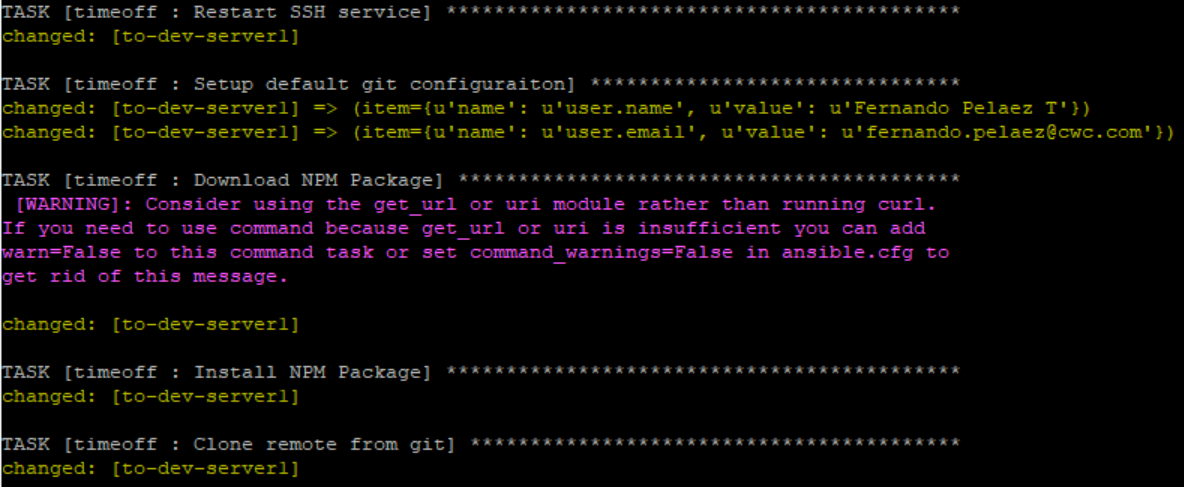 TASK [timeoff : Restart SSH service] *******************************************
changed: [to-dev-server1]
TASK [timeoff : Setup default git configuraiton] *******************************
changed: [to-dev-server1] => (item={u'name': u'user.name', u'value': u'Fernando Pelaez T'})
changed: [to-dev-server1] => (item={u'name': u'user.email', u'value': u'fernando.pelaez@cwc.com'})
TASK [timeoff : Download NPM Package] ******************************************
[WARNING]: Consider using the get_url or uri module rather than running curl.
If you need to use command because get_url or uri is insufficient you can add
warn=False to this command task or set command_warnings=False in ansible.cfg to
get rid of this message.
changed: [to-dev-server1]
TASK [timeoff : Install NPM Package] *******************************************
changed: [to-dev-server1]
TASK [timeoff : Clone remote from git] *****************************************
changed: [to-dev-server1]